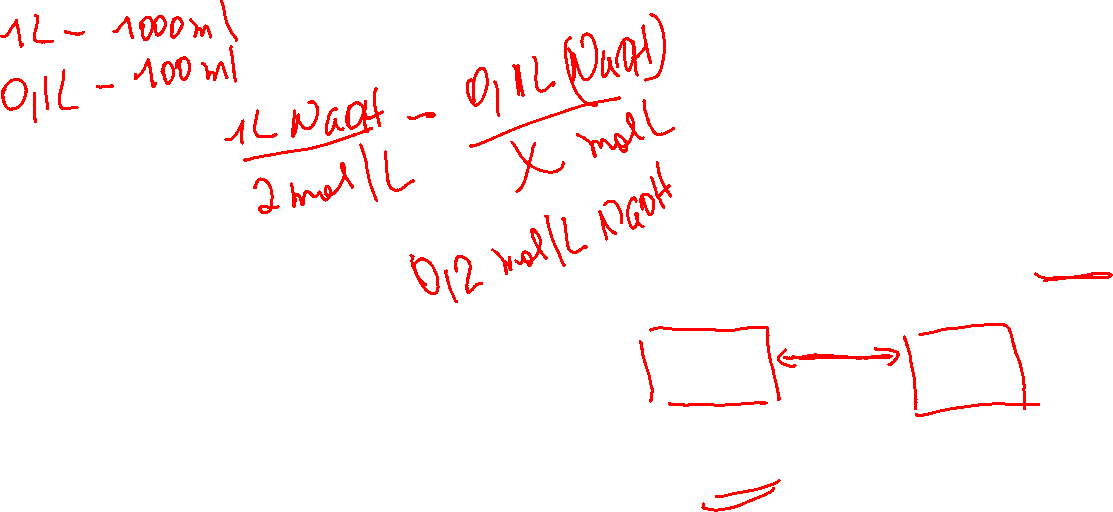 1L - 1000ml
0,1L - 100ml
1L NaOH - 0,1L (NaOH)
2 mol/L X mol/L
0,2 mol/L NaOH